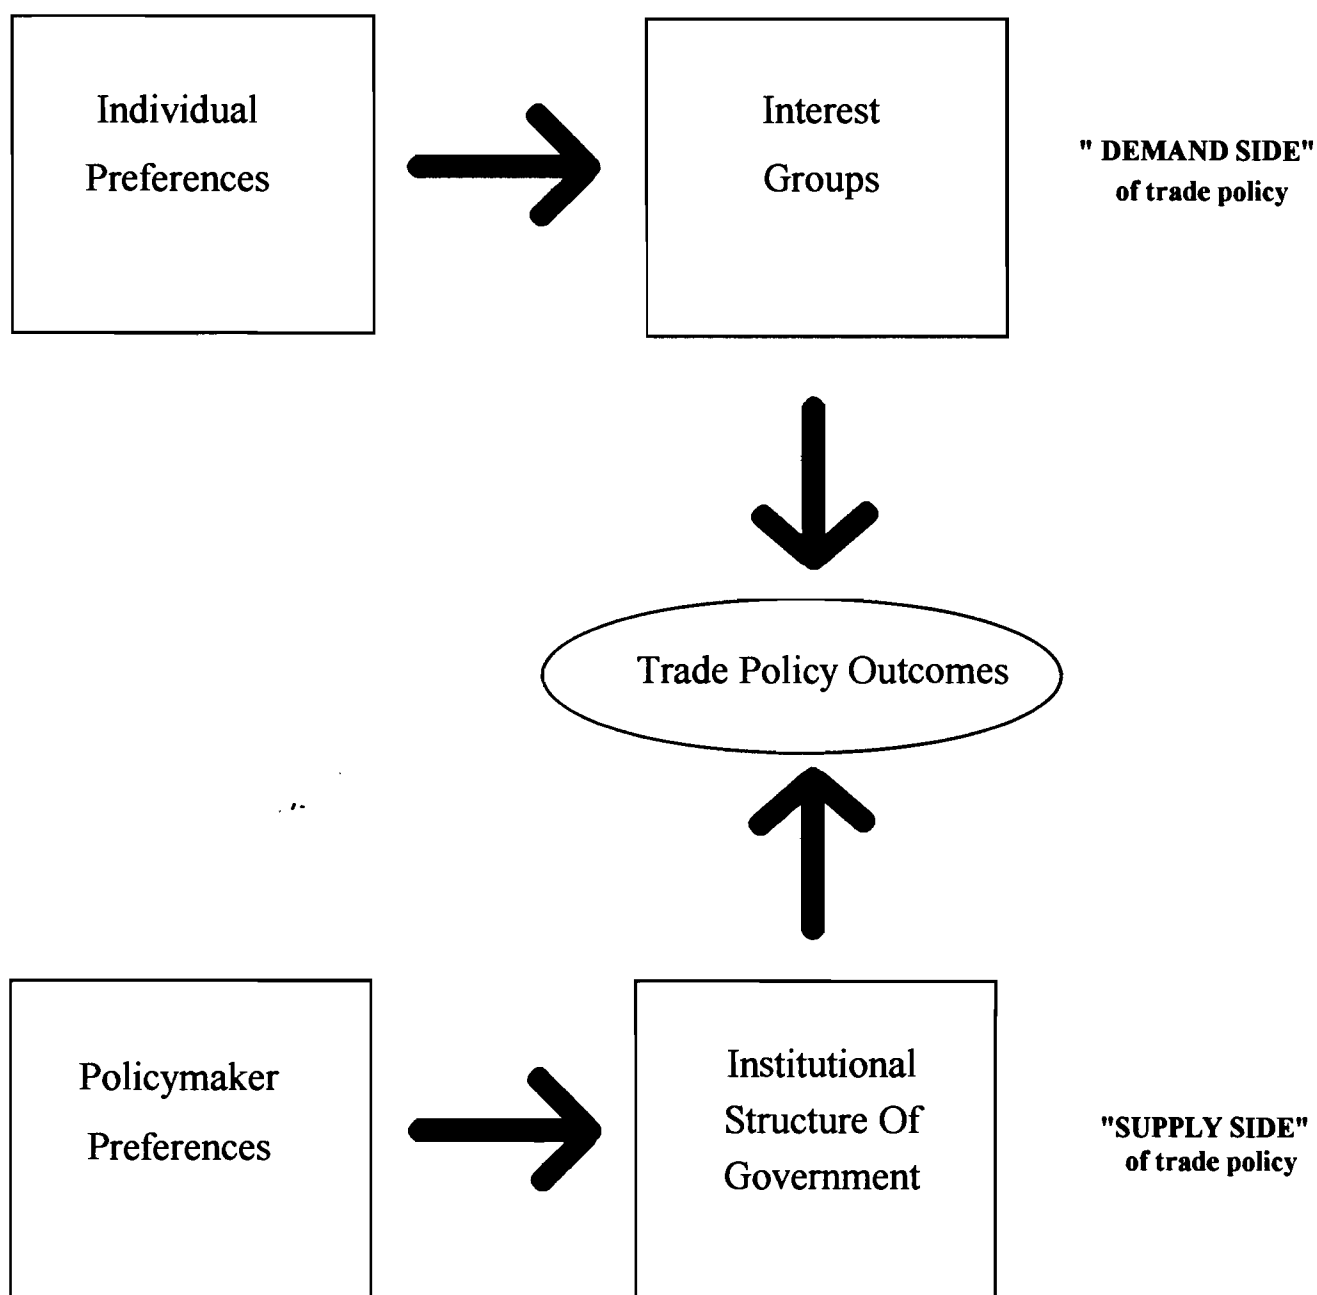 Individual
Preferences
Interest
Groups
" DEMAND SIDE"
of trade policy
Trade Policy Outcomes
Policymaker
Preferences
Institutional
Structure Of
Government
"SUPPLY SIDE"
of trade policy